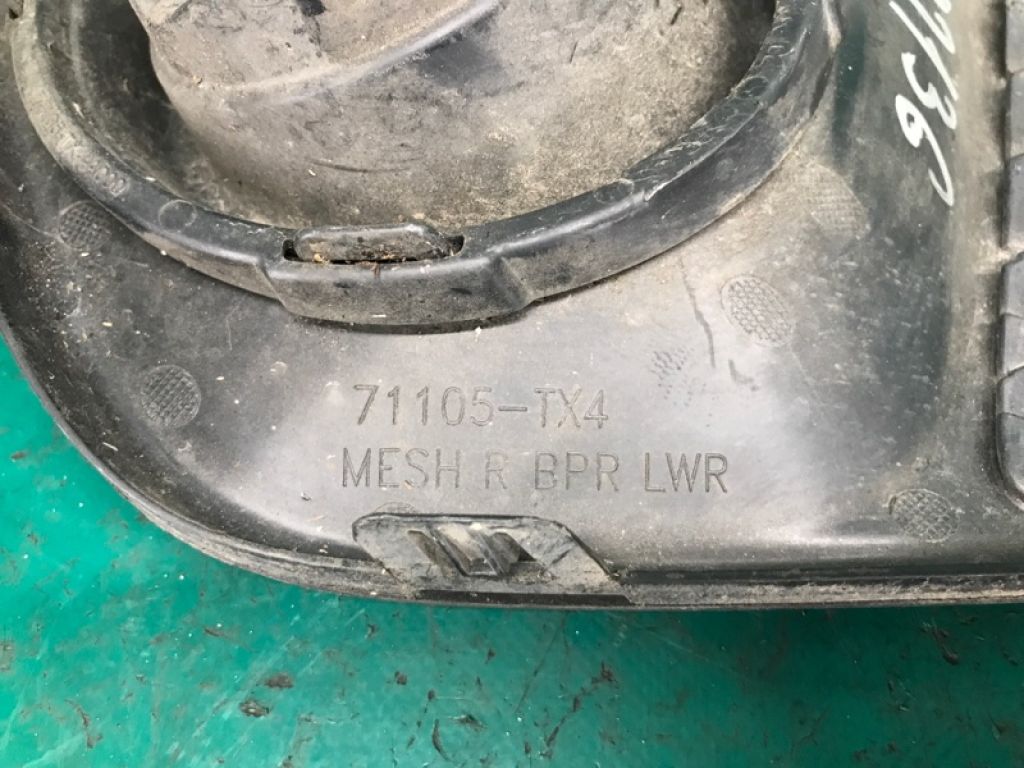 71105-TX4
MESH R BPR LWR